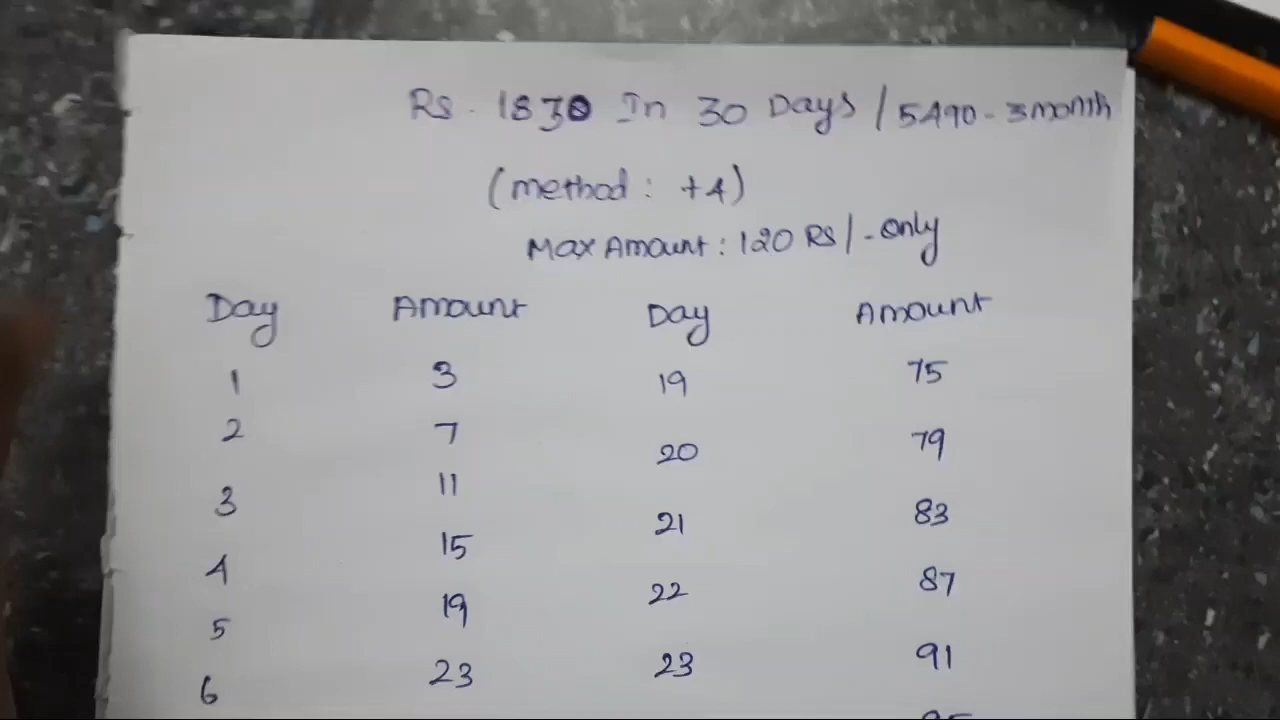 Rs - 1830 In 30 Days / 5490 - 3 month
(method : +4)
Max Amount : 120 RS /- only
Day Amount Day Amount
1 3 19 75
2 7 20 79
3 11 21 83
4 15 22 87
5 19 23 91
6 23